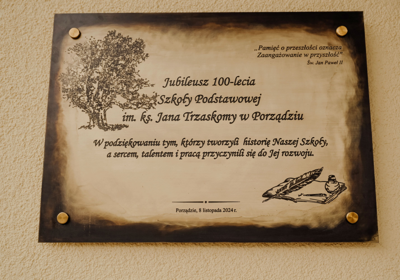 „Pamięć o przeszłości oznacza
Zaangażowanie w przyszłość”
Św. Jan Paweł II
Jubileusz 100-lecia
Szkoły Podstawowej
im. ks. Jana Trzaskomy w Porządziu
W podziękowaniu tym, którzy tworzyli historię Naszej Szkoły,
a sercem, talentem i pracą przyczynili się do Jej rozwoju.
Porządzie, 8 listopada 2024 r.